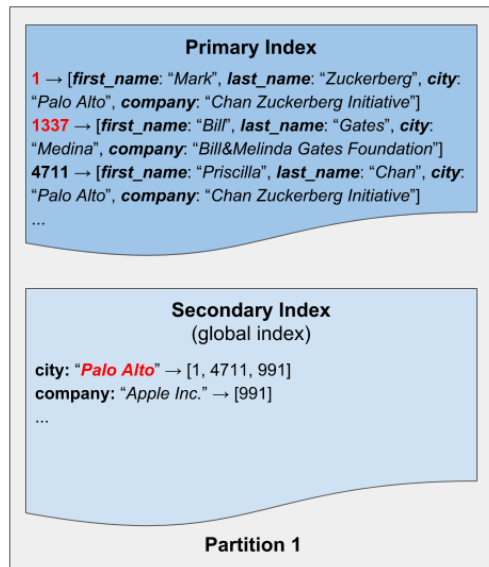 Primary Index
1 → [first_name: “Mark”, last_name: “Zuckerberg”, city:
“Palo Alto”, company: “Chan Zuckerberg Initiative”]
1337 → [first_name: “Bill”, last_name: “Gates”, city:
“Medina”, company: “Bill&Melinda Gates Foundation”]
4711 → [first_name: “Priscilla”, last_name: “Chan”, city:
“Palo Alto”, company: “Chan Zuckerberg Initiative”]
...
Secondary Index
(global index)
city: “Palo Alto” → [1, 4711, 991]
company: “Apple Inc.” → [991]
...
Partition 1